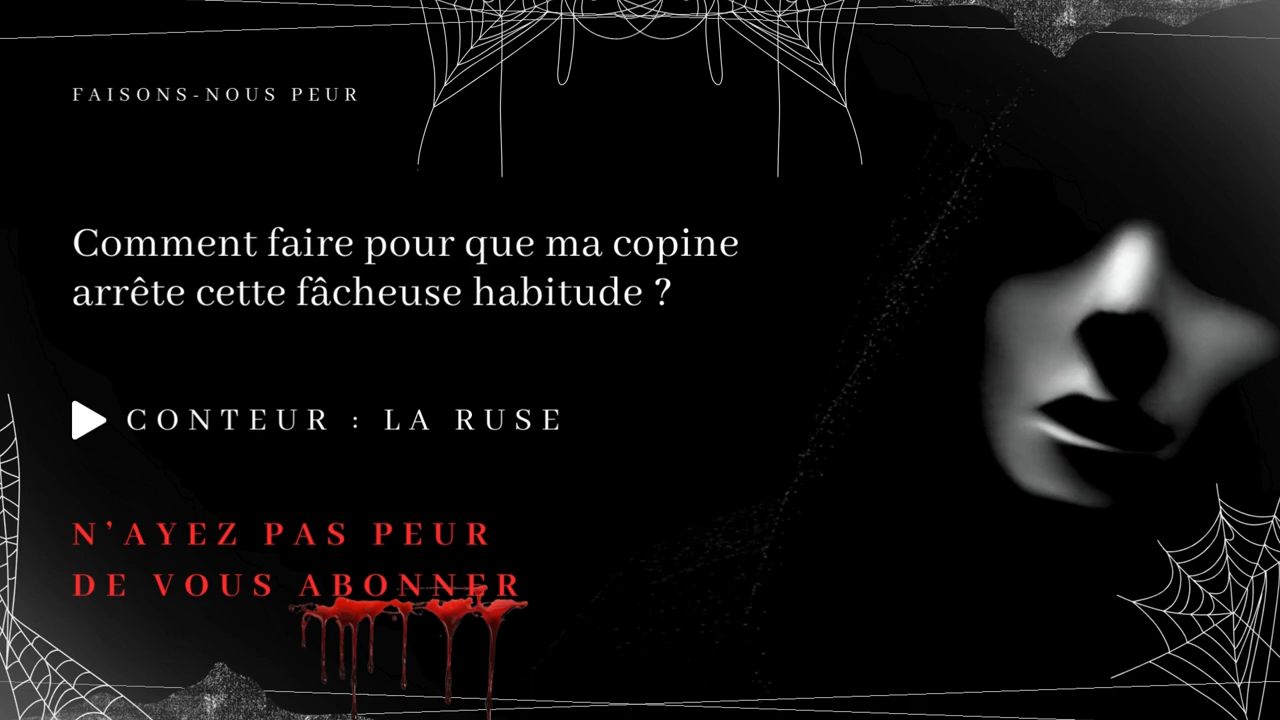 FAISONS-NOUS PEUR
Comment faire pour que ma copine
arrête cette fâcheuse habitude ?
CONTEUR : LA RUSE
N’AYEZ PAS PEUR
DE VOUS ABONNER